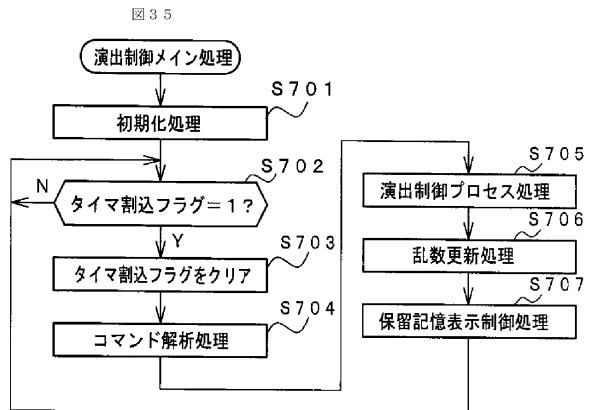 図35
演出制御メイン処理
S701
初期化処理
S702
N
タイマ割込フラグ=1?
Y
S703
タイマ割込フラグをクリア
S704
コマンド解析処理
S705
演出制御プロセス処理
S706
乱数更新処理
S707
保留記憶表示制御処理